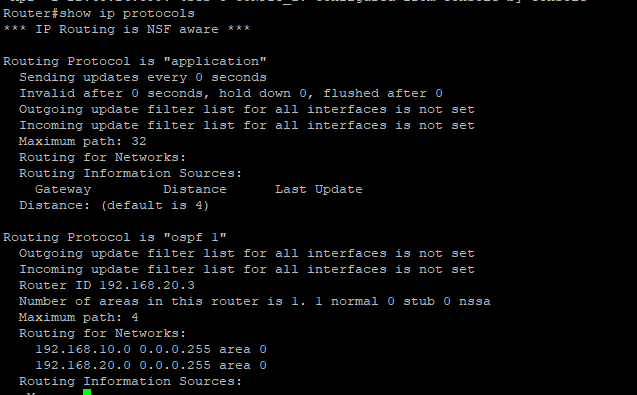 Router#show ip protocols
*** IP Routing is NSF aware ***
Routing Protocol is "application"
Sending updates every 0 seconds
Invalid after 0 seconds, hold down 0, flushed after 0
Outgoing update filter list for all interfaces is not set
Incoming update filter list for all interfaces is not set
Maximum path: 32
Routing for Networks:
Routing Information Sources:
Gateway Distance Last Update
Distance: (default is 4)
Routing Protocol is "ospf 1"
Outgoing update filter list for all interfaces is not set
Incoming update filter list for all interfaces is not set
Router ID 192.168.20.3
Number of areas in this router is 1. 1 normal 0 stub 0 nssa
Maximum path: 4
Routing for Networks:
192.168.10.0 0.0.0.255 area 0
192.168.20.0 0.0.0.255 area 0
Routing Information Sources: